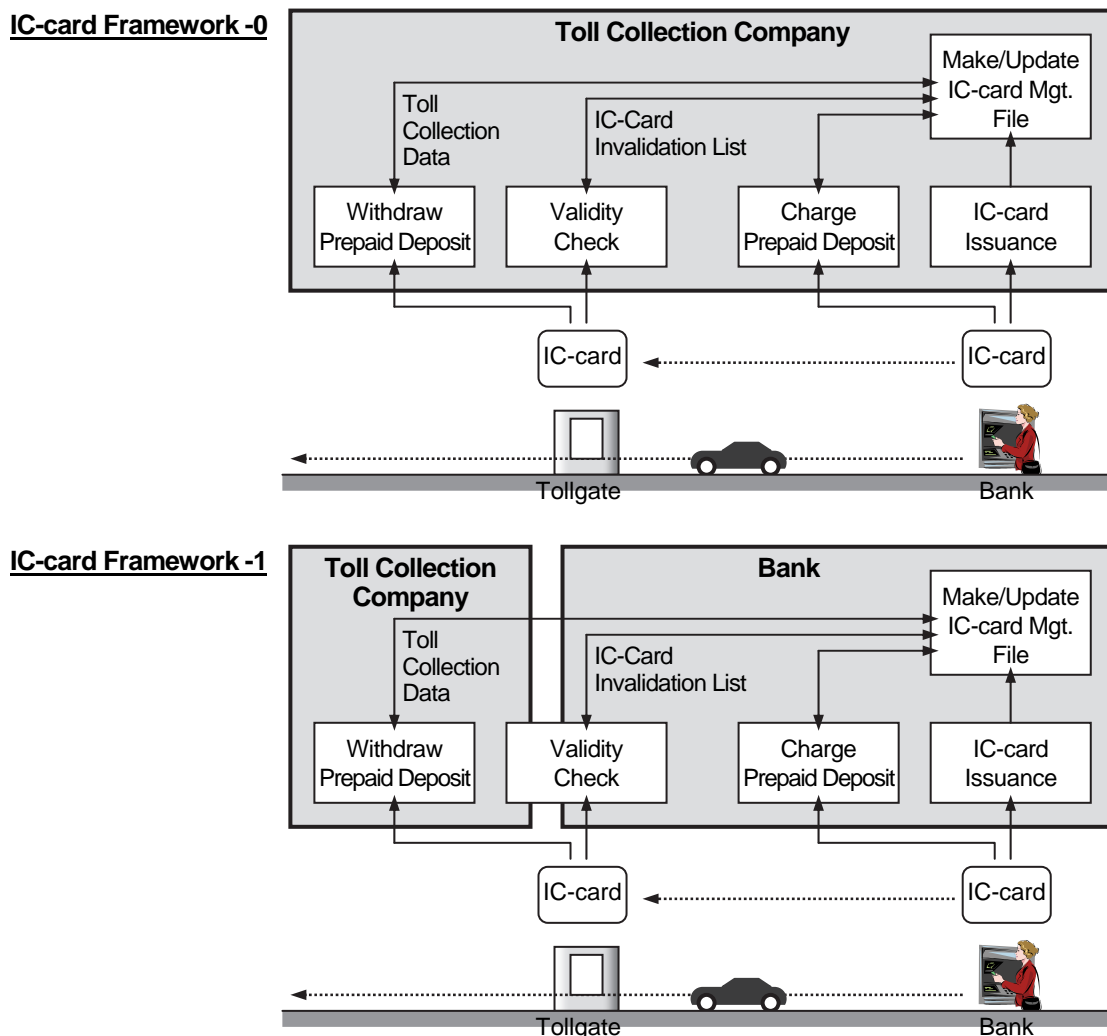 IC-card Framework -0
Toll Collection Company
Make/Update
IC-card Mgt.
File
Toll
Collection
Data
IC-Card
Invalidation List
Withdraw
Prepaid Deposit
Validity
Check
Charge
Prepaid Deposit
IC-card
Issuance
IC-card
IC-card
Tollgate
Bank
IC-card Framework -1
Toll Collection
Company
Bank
Make/Update
IC-card Mgt.
File
Toll
Collection
Data
IC-Card
Invalidation List
Withdraw
Prepaid Deposit
Validity
Check
Charge
Prepaid Deposit
IC-card
Issuance
IC-card
IC-card
Tollgate
Bank